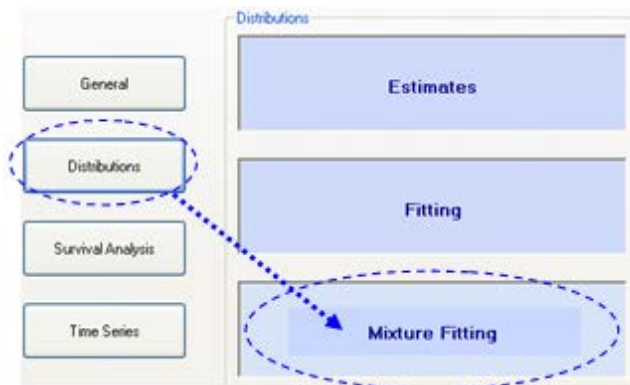 Distributions
General
Estimates
Distributions
Fitting
Survival Analysis
Time Series
Mixture Fitting